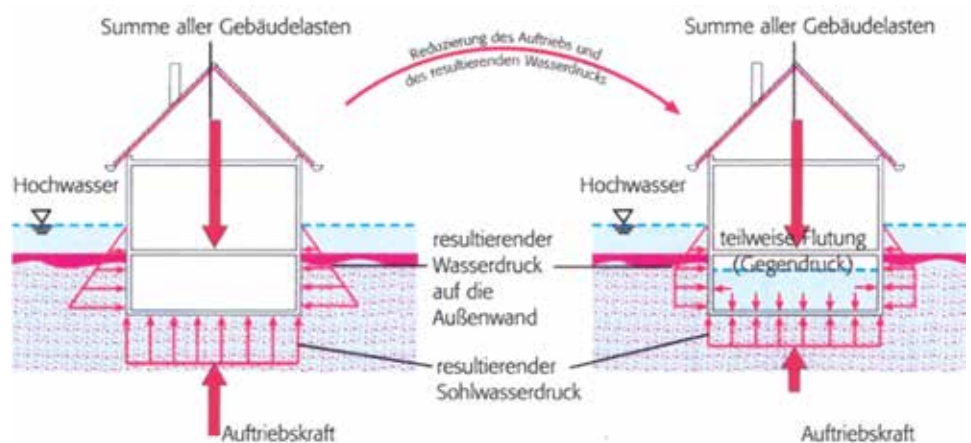 Summe aller Gebäudelasten
Reduzierung des Auftriebs und
des resultierenden Wasserdrucks
Summe aller Gebäudelasten
Hochwasser
Hochwasser
resultierender
Wasserdruck
auf die
Außenwand
teilweise Flutung
(Gegendruck)
resultierender
Sohlwasserdruck
Auftriebskraft
Auftriebskraft